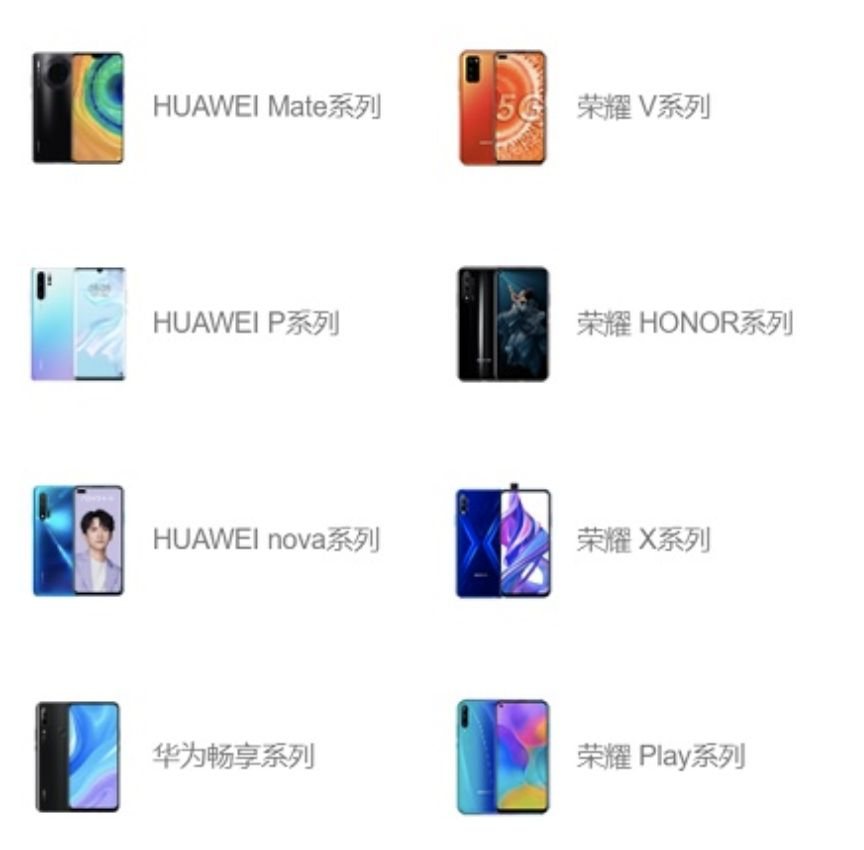 HUAWEI Mate系列
5G
荣耀 V系列
HUAWEI P系列
荣耀 HONOR系列
HUAWEI nova系列
荣耀 X系列
华为畅享系列
荣耀 Play系列